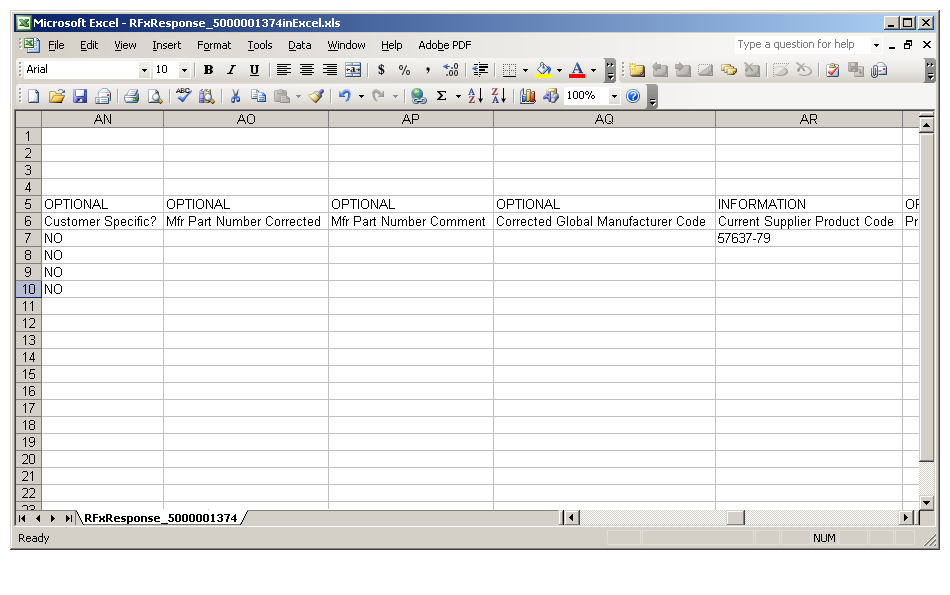 Microsoft Excel - RFxResponse_5000001374inExcel.xls
File Edit View Insert Format Tools Data Window Help Adobe PDF Type a question for help
Arial 10 B I U $ % ,
ABC Σ A Z Z A 100%
AN AO AP AQ AR
1
2
3
4
5 OPTIONAL OPTIONAL OPTIONAL OPTIONAL INFORMATION OP
6 Customer Specific? Mfr Part Number Corrected Mfr Part Number Comment Corrected Global Manufacturer Code Current Supplier Product Code Pr
7 NO 57637-79
8 NO
9 NO
10 NO
11
12
13
14
15
16
17
18
19
20
21
22
23
RFxResponse_5000001374
Ready NUM